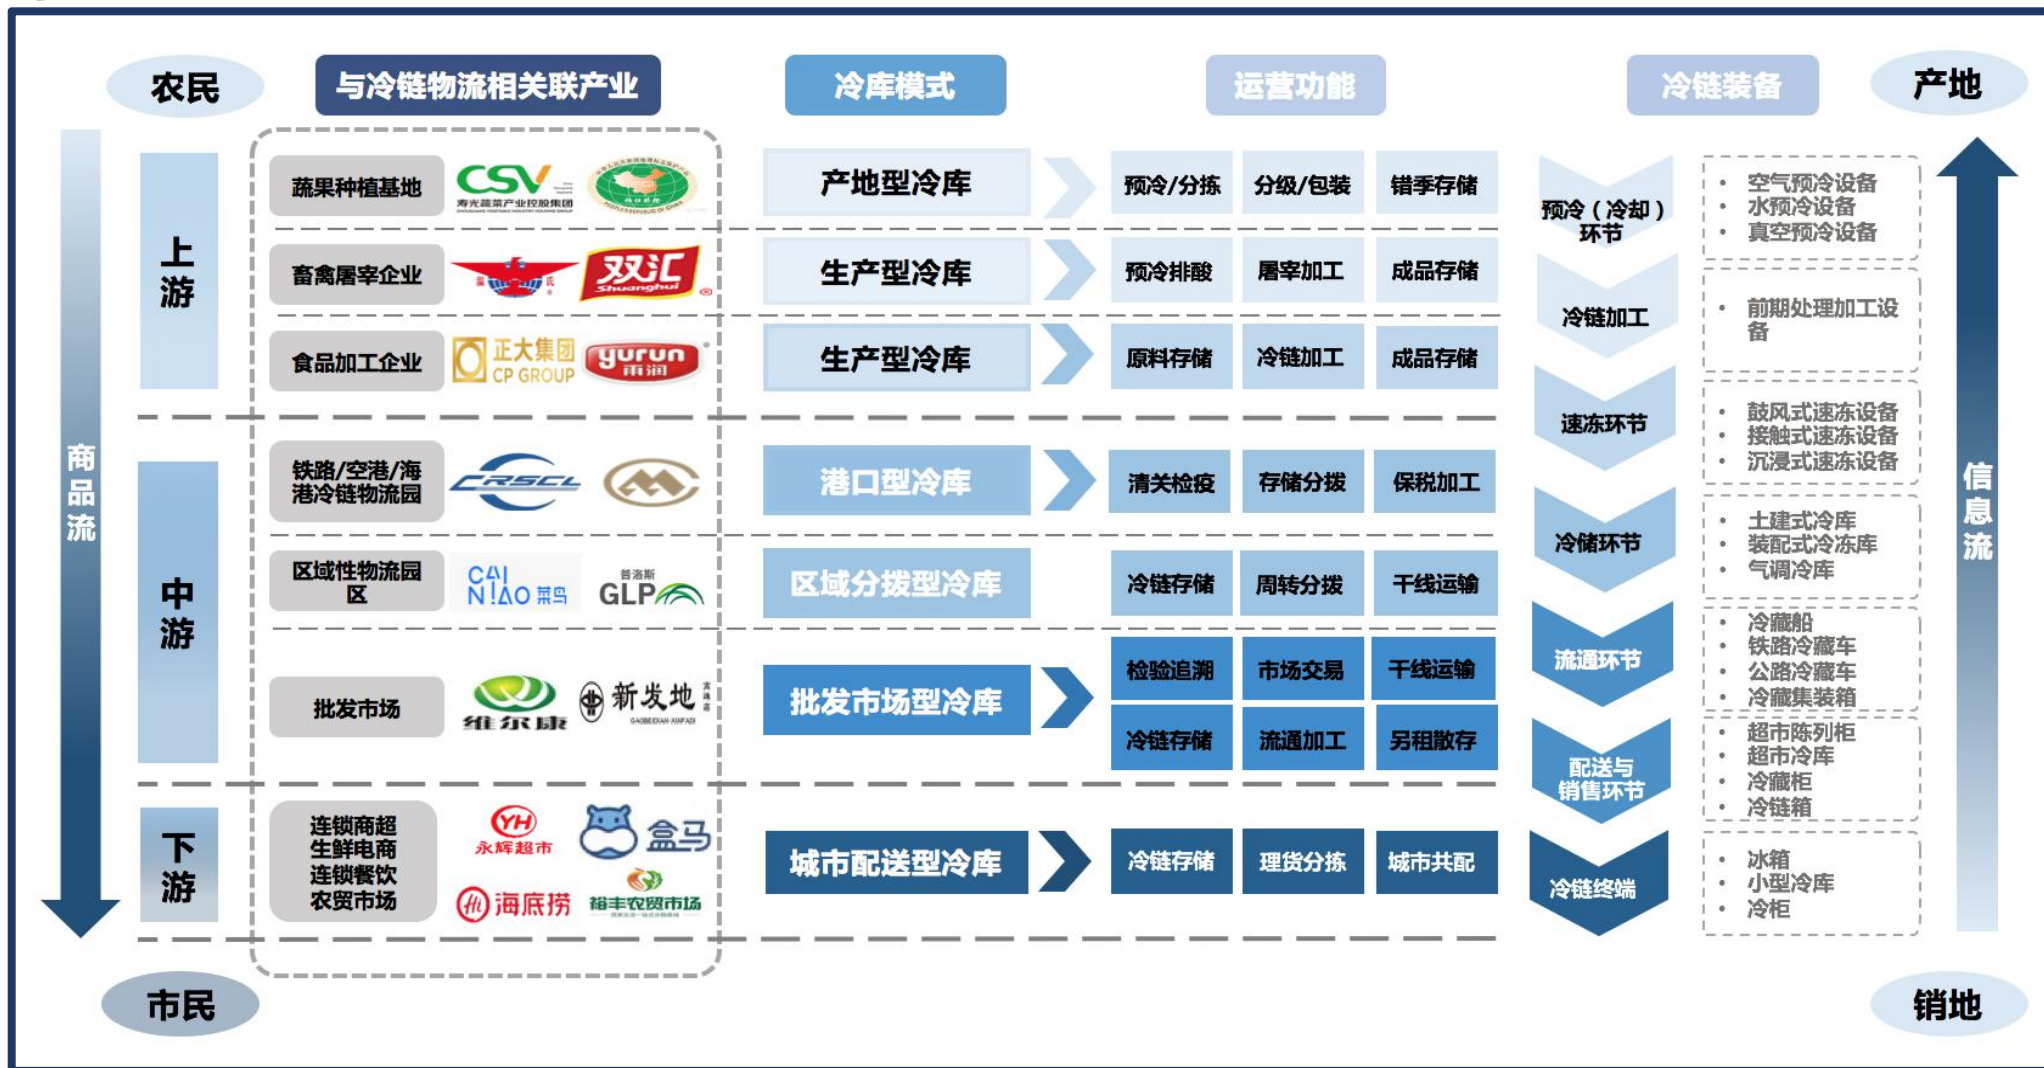 农民
与冷链物流相关联产业
冷库模式
运营功能
冷链装备
产地
商品流
上游
蔬果种植基地
CSV
寿光蔬菜产业控股集团
产地型冷库
预冷/分拣
分级/包装
错季存储
畜禽屠宰企业
双汇
Shuanghui
生产型冷库
预冷排酸
屠宰加工
成品存储
食品加工企业
正大集团
CP GROUP
yurun
雨润
生产型冷库
原料存储
冷链加工
成品存储
中游
铁路/空港/海
港冷链物流园
CRSCL
港口型冷库
清关检疫
存储分拨
保税加工
区域性物流园
区
CAI
NIAO 菜鸟
普洛斯
GLP
区域分拨型冷库
冷链存储
周转分拨
干线运输
批发市场
维尔康
新发地
GAOBEIDIAN·XINFADI
批发市场型冷库
检验追溯
市场交易
干线运输
冷链存储
流通加工
另租散存
下游
连锁商超
生鲜电商
连锁餐饮
农贸市场
YH
永辉超市
盒马
海底捞
裕丰农贸市场
城市配送型冷库
冷链存储
理货分拣
城市共配
预冷（冷却）
环节
• 空气预冷设备
• 水预冷设备
• 真空预冷设备
冷链加工
• 前期处理加工设
备
速冻环节
• 鼓风式速冻设备
• 接触式速冻设备
• 沉浸式速冻设备
冷储环节
• 土建式冷库
• 装配式冷冻库
• 气调冷库
流通环节
• 冷藏船
• 铁路冷藏车
• 公路冷藏车
• 冷藏集装箱
配送与
销售环节
• 超市陈列柜
• 超市冷库
• 冷藏柜
• 冷链箱
冷链终端
• 冰箱
• 小型冷库
• 冷柜
信息流
市民
销地